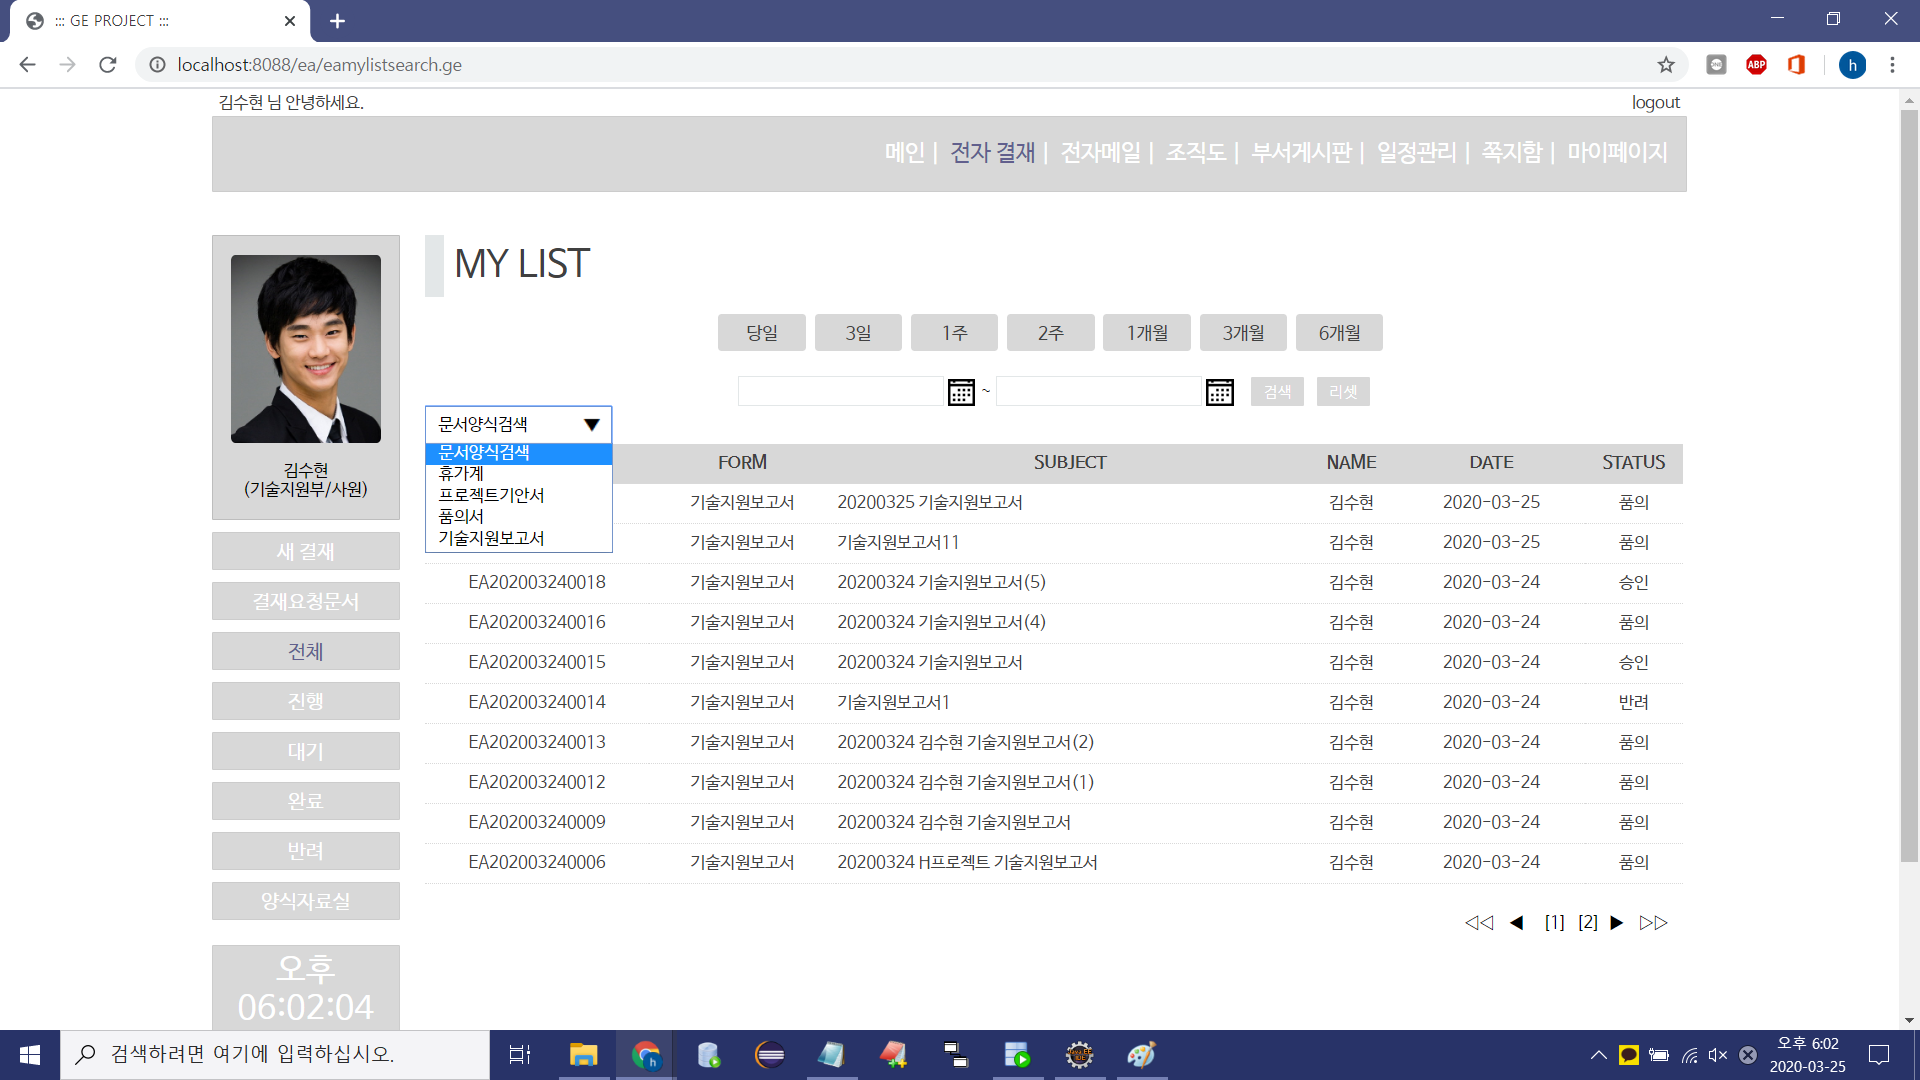 ::: GE PROJECT :::
localhost:8088/ea/eamylistsearch.ge
ABP
h
김수현 님 안녕하세요.
logout
메인 | 전자 결재 | 전자메일 | 조직도 | 부서게시판 | 일정관리 | 쪽지함 | 마이페이지
MY LIST
당일 3일 1주 2주 1개월 3개월 6개월
~ 검색 리셋
문서양식검색 ▼
문서양식검색
휴가계
프로젝트기안서
품의서
기술지원보고서
FORM SUBJECT NAME DATE STATUS
기술지원보고서 20200325 기술지원보고서 김수현 2020-03-25 품의
기술지원보고서 기술지원보고서11 김수현 2020-03-25 품의
EA202003240018 기술지원보고서 20200324 기술지원보고서(5) 김수현 2020-03-24 승인
EA202003240016 기술지원보고서 20200324 기술지원보고서(4) 김수현 2020-03-24 품의
EA202003240015 기술지원보고서 20200324 기술지원보고서 김수현 2020-03-24 승인
EA202003240014 기술지원보고서 기술지원보고서1 김수현 2020-03-24 반려
EA202003240013 기술지원보고서 20200324 김수현 기술지원보고서(2) 김수현 2020-03-24 품의
EA202003240012 기술지원보고서 20200324 김수현 기술지원보고서(1) 김수현 2020-03-24 품의
EA202003240009 기술지원보고서 20200324 김수현 기술지원보고서 김수현 2020-03-24 품의
EA202003240006 기술지원보고서 20200324 H프로젝트 기술지원보고서 김수현 2020-03-24 품의
◁◁ ◀ [1] [2] ▶ ▷▷
김수현
(기술지원부/사원)
새 결재
결재요청문서
전체
진행
대기
완료
반려
양식자료실
오후
06:02:04
검색하려면 여기에 입력하십시오.
h
오후 6:02
2020-03-25